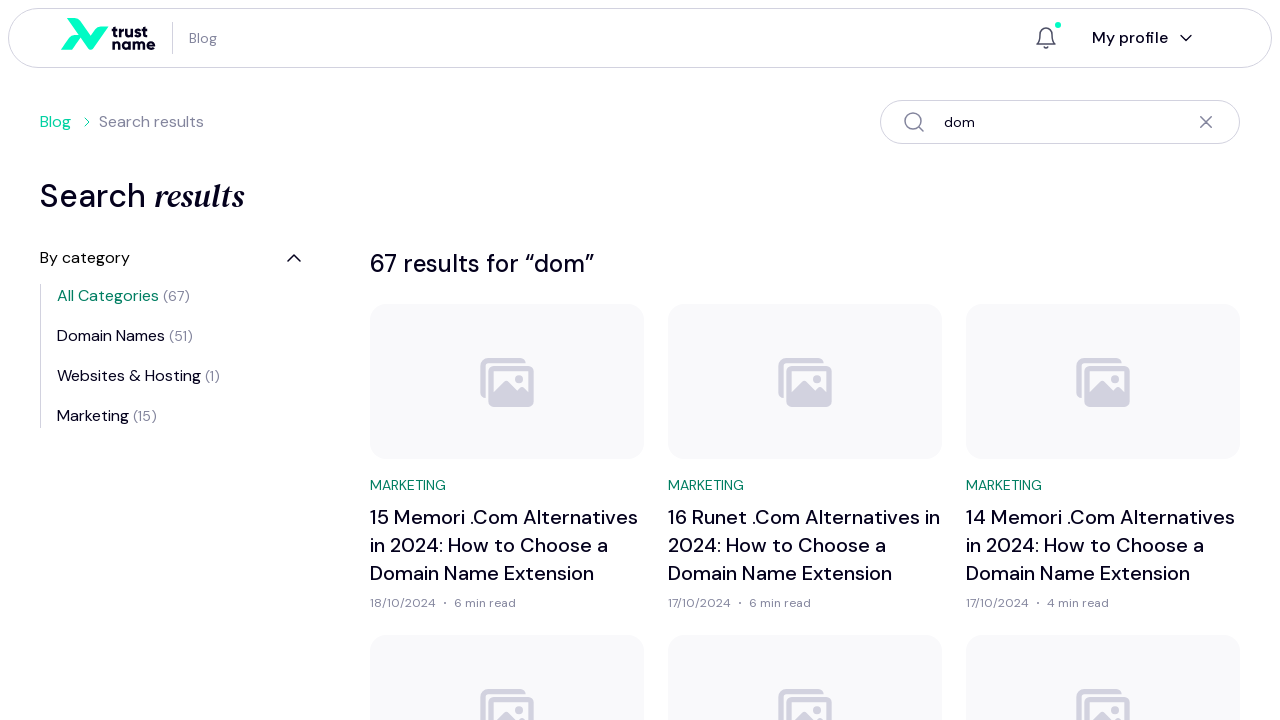 trust
name
Blog
My profile
Blog
Search results
dom
Search results
By category
All Categories (67)
Domain Names (51)
Websites & Hosting (1)
Marketing (15)
67 results for “dom”
MARKETING
15 Memori .Com Alternatives
in 2024: How to Choose a
Domain Name Extension
18/10/2024 • 6 min read
MARKETING
16 Runet .Com Alternatives in
2024: How to Choose a
Domain Name Extension
17/10/2024 • 6 min read
MARKETING
14 Memori .Com Alternatives
in 2024: How to Choose a
Domain Name Extension
17/10/2024 • 4 min read